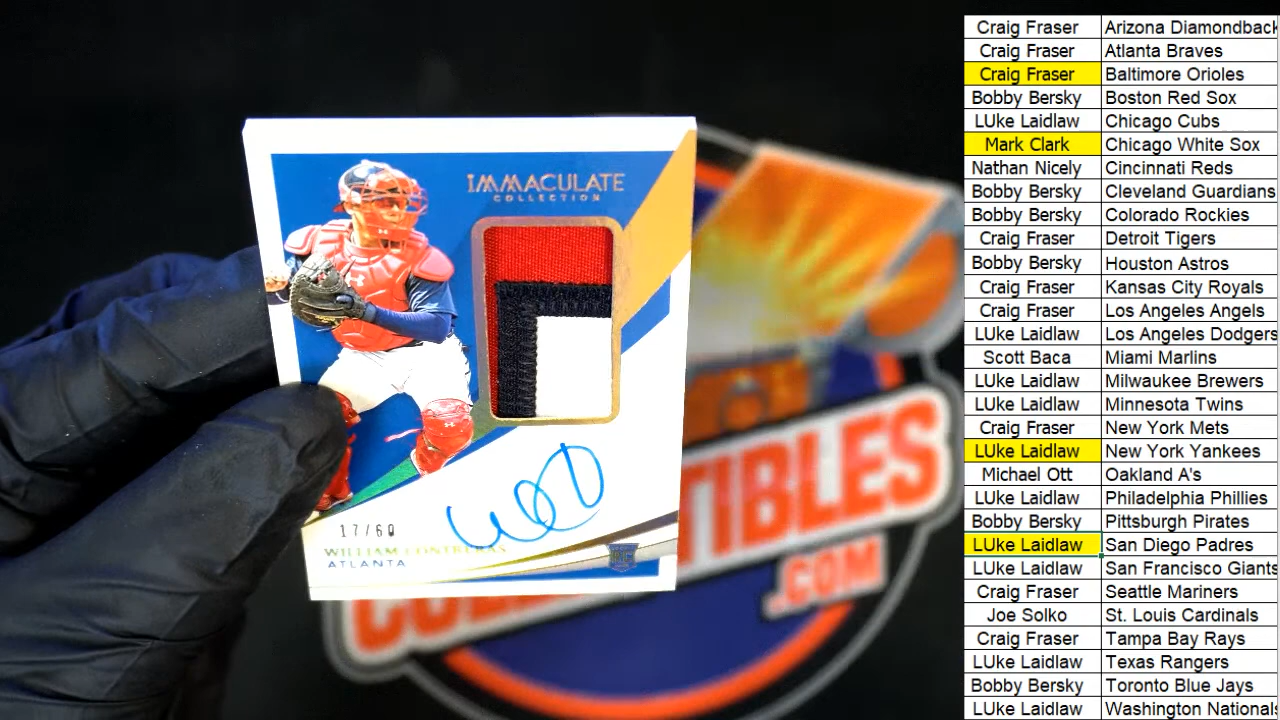 IMMACULATE
COLLECTION
17/60
WILLIAM CONTRERAS
ATLANTA
TIBLES
.COM
Craig Fraser Arizona Diamondback
Craig Fraser Atlanta Braves
Craig Fraser Baltimore Orioles
Bobby Bersky Boston Red Sox
LUke Laidlaw Chicago Cubs
Mark Clark Chicago White Sox
Nathan Nicely Cincinnati Reds
Bobby Bersky Cleveland Guardians
Bobby Bersky Colorado Rockies
Craig Fraser Detroit Tigers
Bobby Bersky Houston Astros
Craig Fraser Kansas City Royals
Craig Fraser Los Angeles Angels
LUke Laidlaw Los Angeles Dodgers
Scott Baca Miami Marlins
LUke Laidlaw Milwaukee Brewers
LUke Laidlaw Minnesota Twins
Craig Fraser New York Mets
LUke Laidlaw New York Yankees
Michael Ott Oakland A's
LUke Laidlaw Philadelphia Phillies
Bobby Bersky Pittsburgh Pirates
LUke Laidlaw San Diego Padres
LUke Laidlaw San Francisco Giants
Craig Fraser Seattle Mariners
Joe Solko St. Louis Cardinals
Craig Fraser Tampa Bay Rays
LUke Laidlaw Texas Rangers
Bobby Bersky Toronto Blue Jays
LUke Laidlaw Washington Nationals